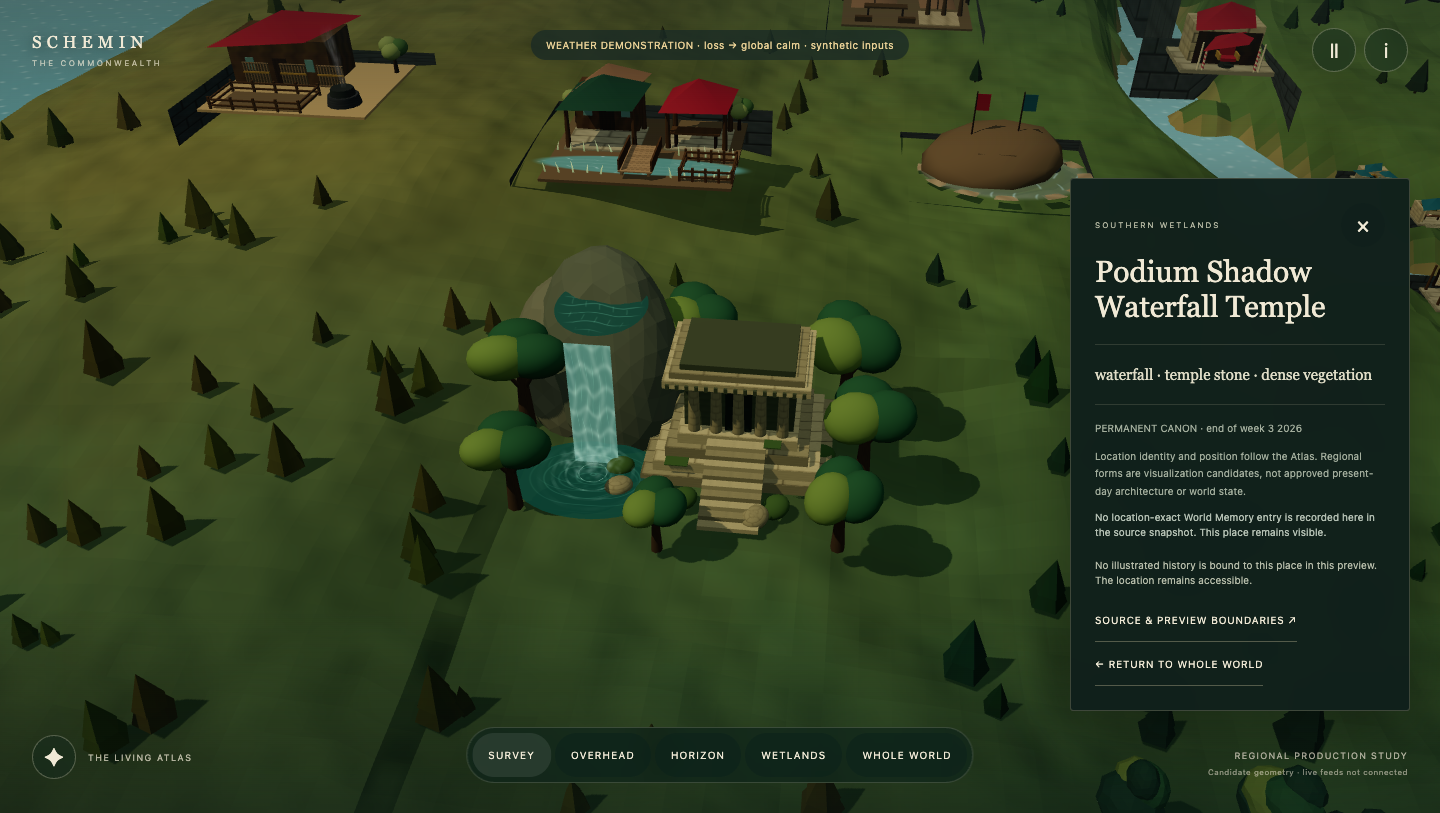 SCHEMIN
THE COMMONWEALTH
WEATHER DEMONSTRATION · loss → global calm · synthetic inputs
SOUTHERN WETLANDS
Podium Shadow
Waterfall Temple
waterfall · temple stone · dense vegetation
PERMANENT CANON · end of week 3 2026
Location identity and position follow the Atlas. Regional
forms are visualization candidates, not approved present-
day architecture or world state.
No location-exact World Memory entry is recorded here in
the source snapshot. This place remains visible.
No illustrated history is bound to this place in this preview.
The location remains accessible.
SOURCE & PREVIEW BOUNDARIES ↗
← RETURN TO WHOLE WORLD
THE LIVING ATLAS
SURVEY OVERHEAD HORIZON WETLANDS WHOLE WORLD
REGIONAL PRODUCTION STUDY
Candidate geometry · live feeds not connected